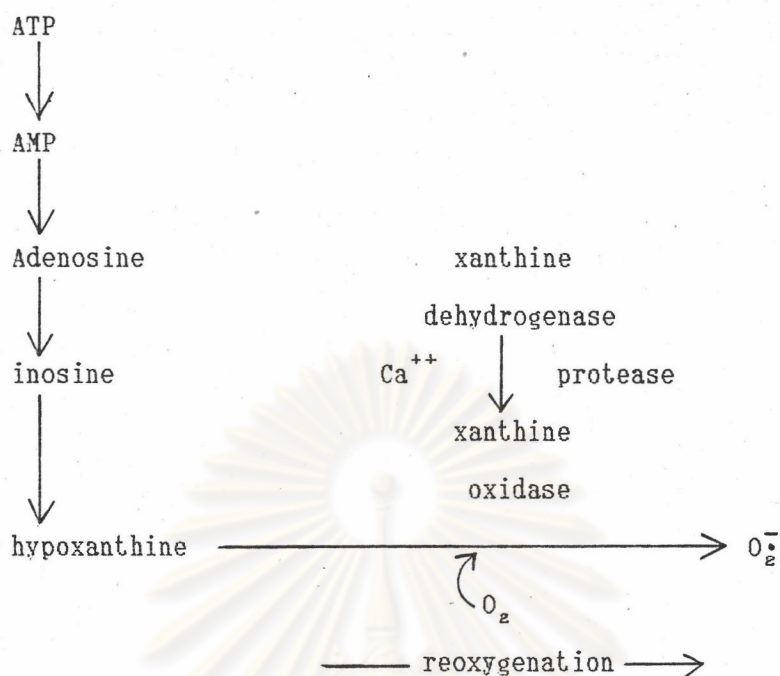 ATP
AMP
Adenosine
xanthine
dehydrogenase
inosine
Ca⁺⁺
protease
xanthine
oxidase
hypoxanthine
O₂•⁻
O₂
reoxygenation